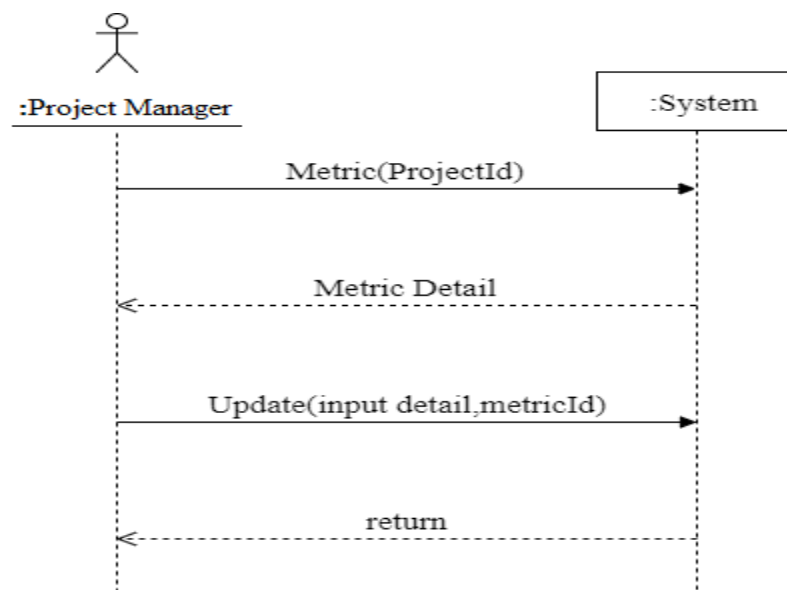 :Project Manager
:System
Metric(ProjectId)
Metric Detail
Update(input detail,metricId)
return